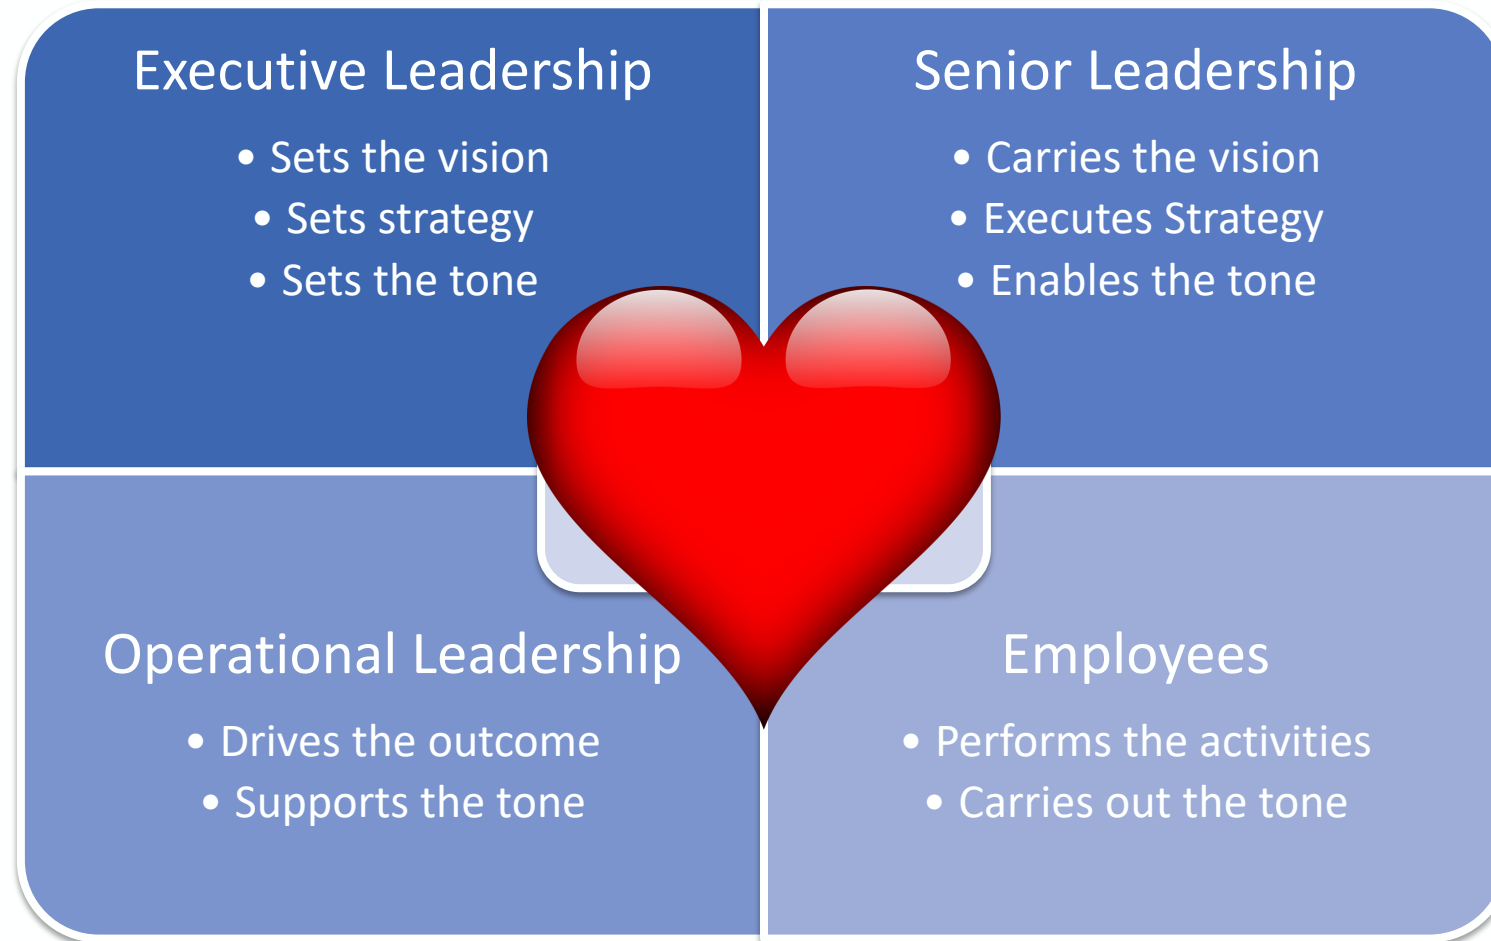 Executive Leadership
• Sets the vision
• Sets strategy
• Sets the tone
Senior Leadership
• Carries the vision
• Executes Strategy
• Enables the tone
Operational Leadership
• Drives the outcome
• Supports the tone
Employees
• Performs the activities
• Carries out the tone